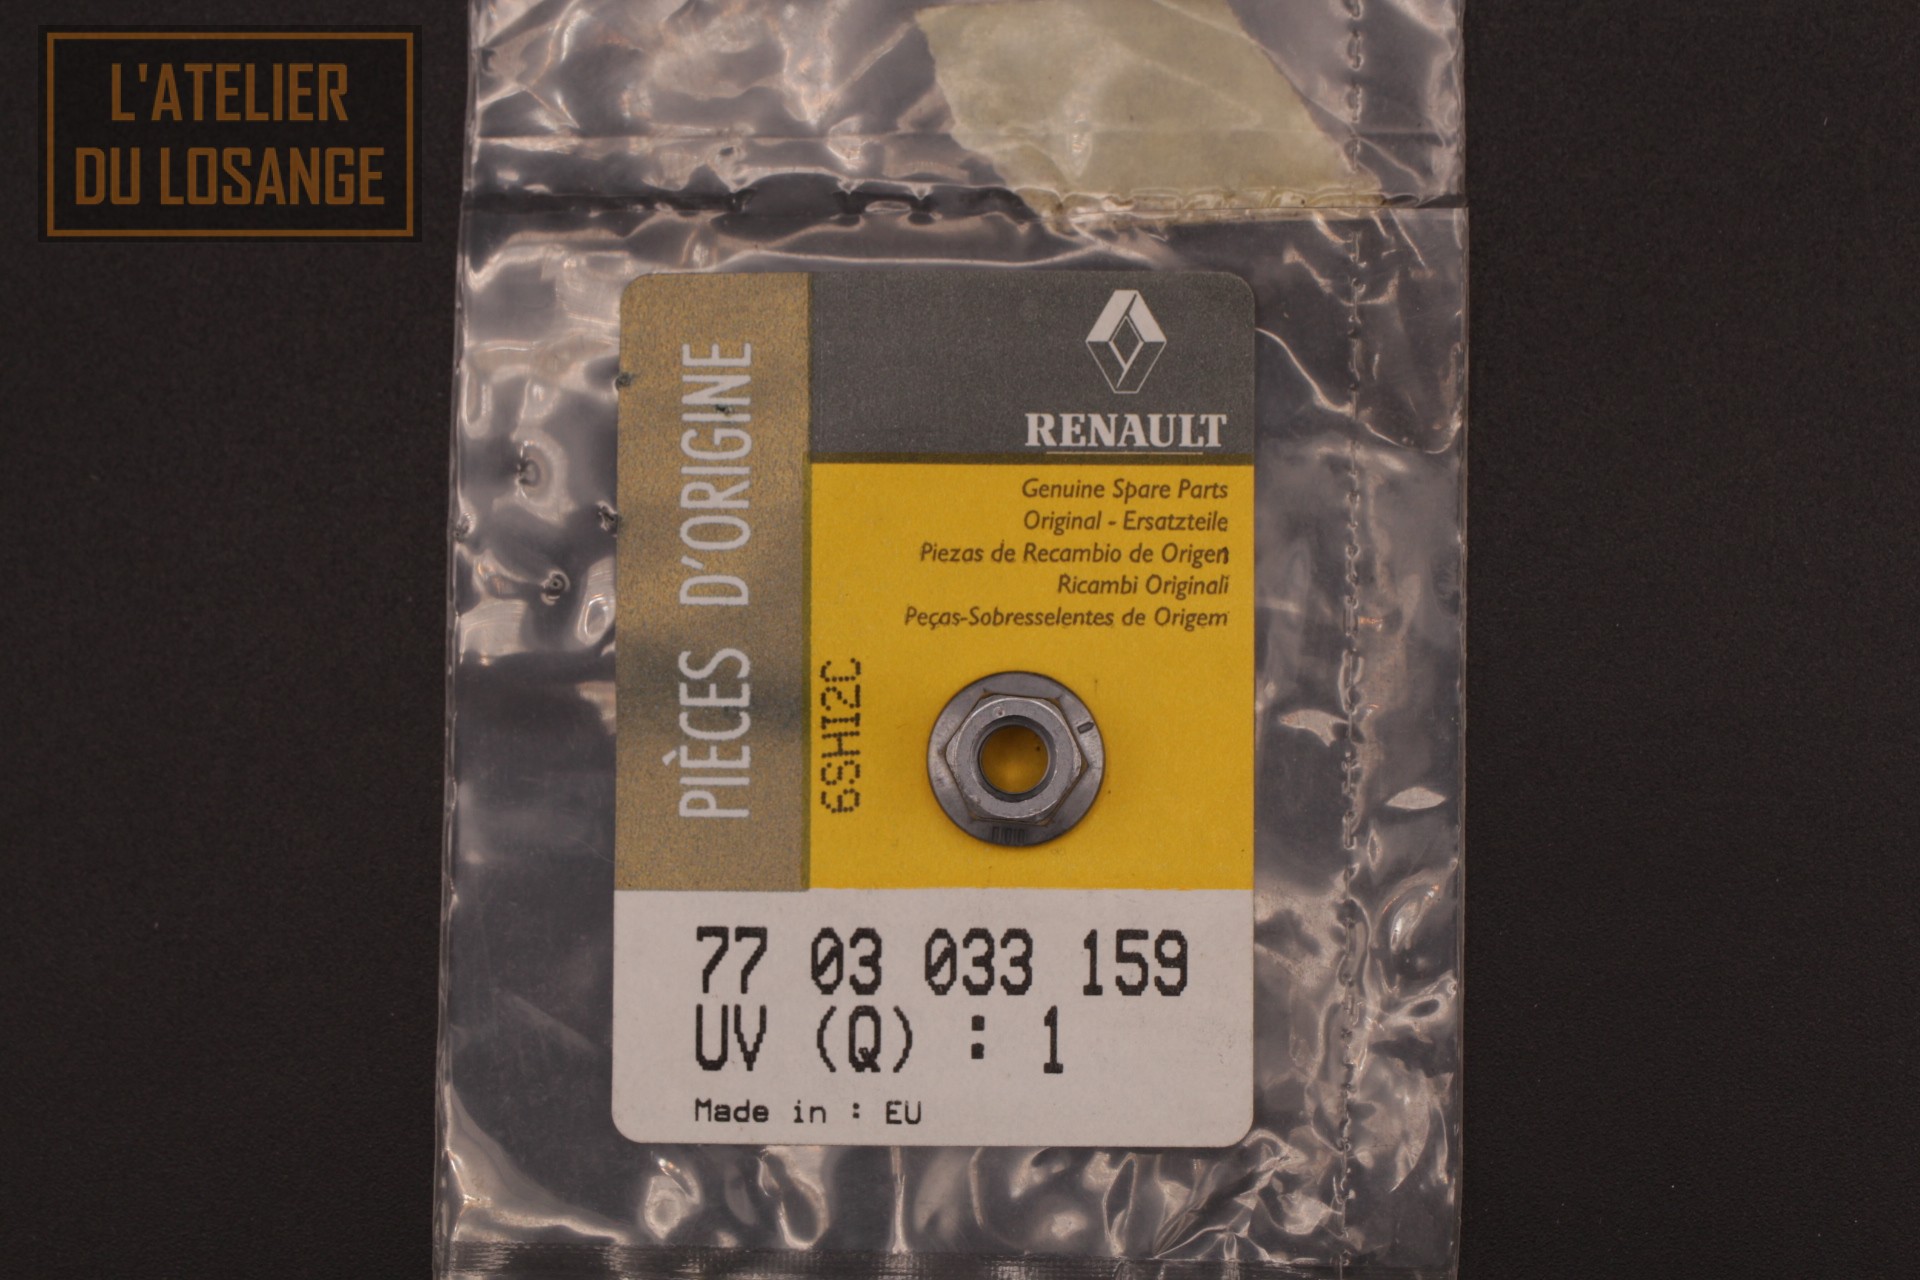 L'ATELIER
DU LOSANGE
PIÈCES D'ORIGINE
RENAULT
Genuine Spare Parts
Original - Ersatzteile
Piezas de Recambio de Origen
Ricambi Originali
Peças-Sobresselentes de Origem
6SHI2C
77 03 033 159
UV (Q) : 1
Made in : EU